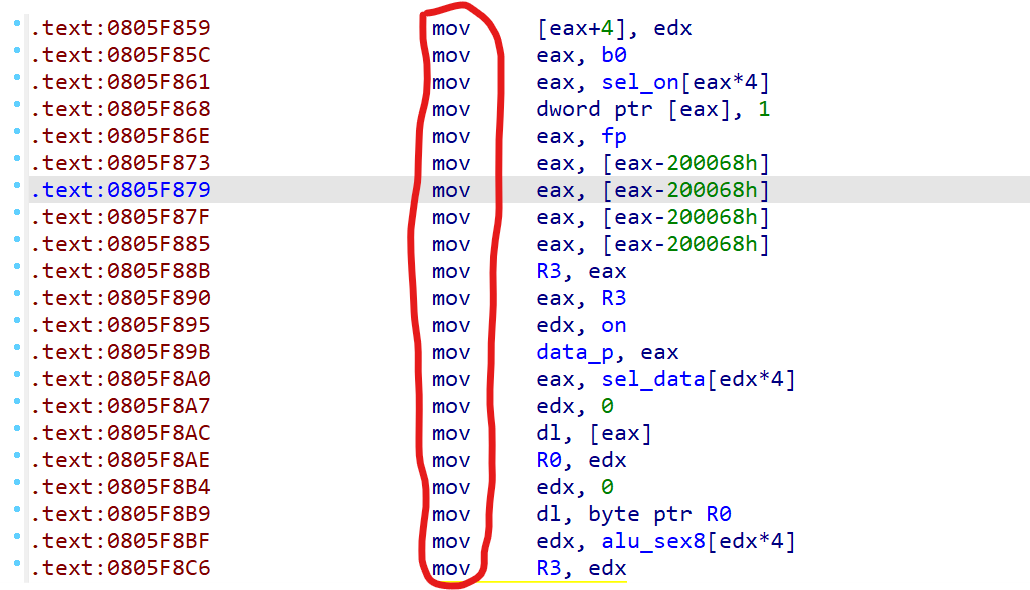 .text:0805F859 mov [eax+4], edx
.text:0805F85C mov eax, b0
.text:0805F861 mov eax, sel_on[eax*4]
.text:0805F868 mov dword ptr [eax], 1
.text:0805F86E mov eax, fp
.text:0805F873 mov eax, [eax-200068h]
.text:0805F879 mov eax, [eax-200068h]
.text:0805F87F mov eax, [eax-200068h]
.text:0805F885 mov eax, [eax-200068h]
.text:0805F88B mov R3, eax
.text:0805F890 mov eax, R3
.text:0805F895 mov edx, on
.text:0805F89B mov data_p, eax
.text:0805F8A0 mov eax, sel_data[edx*4]
.text:0805F8A7 mov edx, 0
.text:0805F8AC mov dl, [eax]
.text:0805F8AE mov R0, edx
.text:0805F8B4 mov edx, 0
.text:0805F8B9 mov dl, byte ptr R0
.text:0805F8BF mov edx, alu_sex8[edx*4]
.text:0805F8C6 mov R3, edx